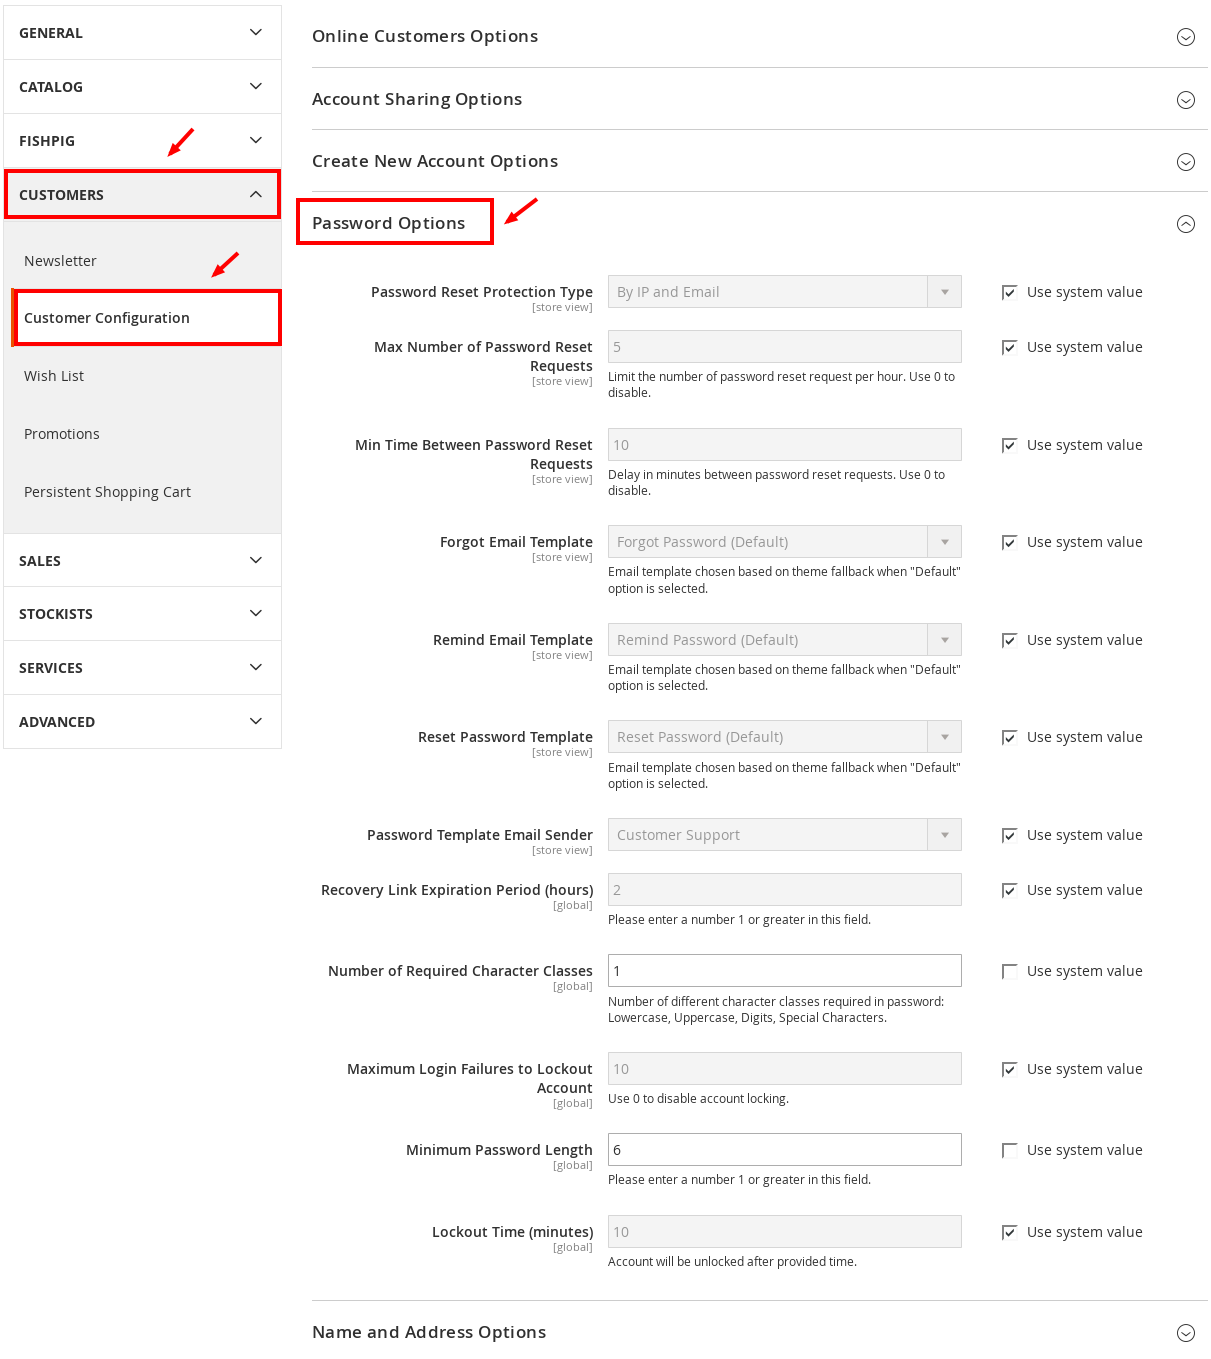 GENERAL
CATALOG
FISHPIG
CUSTOMERS
Newsletter
Customer Configuration
Wish List
Promotions
Persistent Shopping Cart
SALES
STOCKISTS
SERVICES
ADVANCED
Online Customers Options
Account Sharing Options
Create New Account Options
Password Options
Password Reset Protection Type By IP and Email Use system value
[store view]
Max Number of Password Reset 5 Use system value
Requests
[store view]
Limit the number of password reset request per hour. Use 0 to
disable.
Min Time Between Password Reset 10 Use system value
Requests
[store view]
Delay in minutes between password reset requests. Use 0 to
disable.
Forgot Email Template Forgot Password (Default) Use system value
[store view]
Email template chosen based on theme fallback when "Default"
option is selected.
Remind Email Template Remind Password (Default) Use system value
[store view]
Email template chosen based on theme fallback when "Default"
option is selected.
Reset Password Template Reset Password (Default) Use system value
[store view]
Email template chosen based on theme fallback when "Default"
option is selected.
Password Template Email Sender Customer Support Use system value
[store view]
Recovery Link Expiration Period (hours) 2 Use system value
[global]
Please enter a number 1 or greater in this field.
Number of Required Character Classes 1 Use system value
[global]
Number of different character classes required in password:
Lowercase, Uppercase, Digits, Special Characters.
Maximum Login Failures to Lockout 10 Use system value
Account
[global]
Use 0 to disable account locking.
Minimum Password Length 6 Use system value
[global]
Please enter a number 1 or greater in this field.
Lockout Time (minutes) 10 Use system value
[global]
Account will be unlocked after provided time.
Name and Address Options